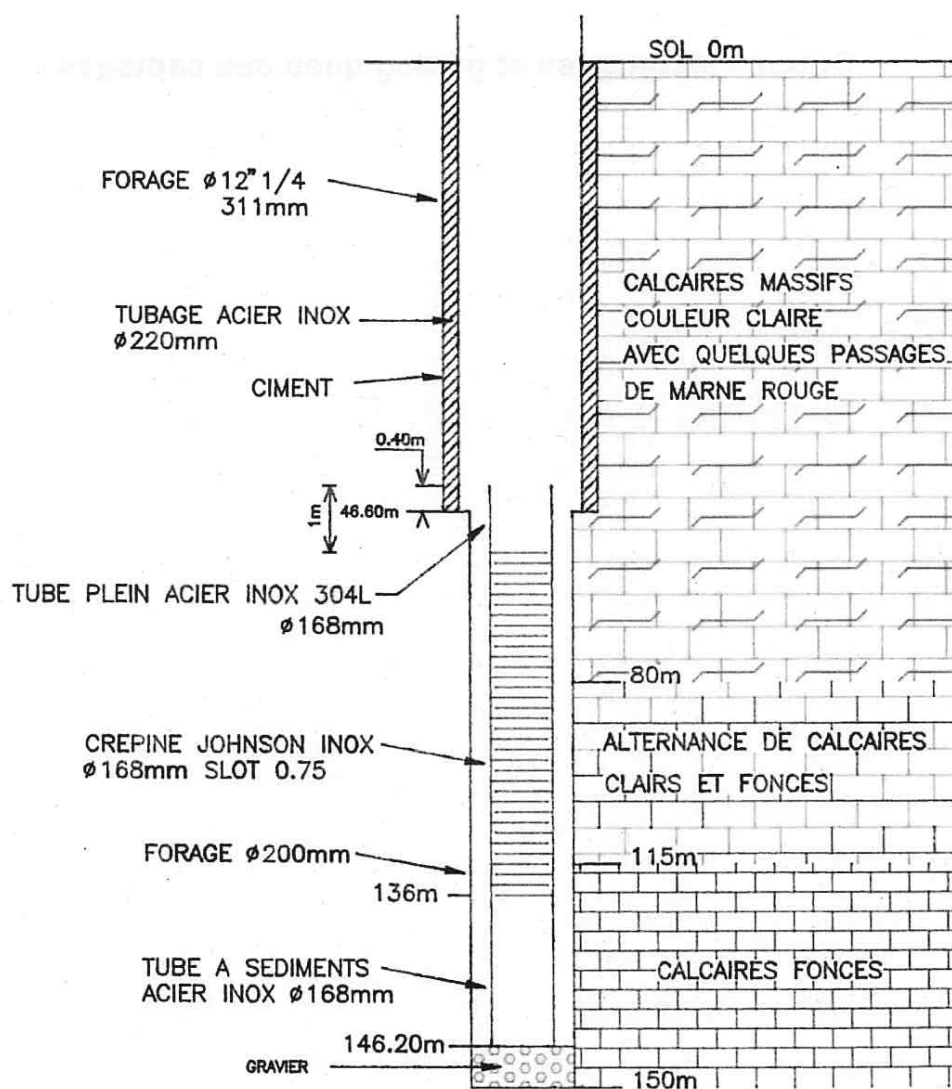 SOL 0m
FORAGE ø12" 1/4
311mm
CALCAIRES MASSIFS
COULEUR CLAIRE
AVEC QUELQUES PASSAGES
DE MARNE ROUGE
TUBAGE ACIER INOX
ø220mm
CIMENT
0.40m
1m
46.60m
TUBE PLEIN ACIER INOX 304L
ø168mm
80m
CREPINE JOHNSON INOX
ø168mm SLOT 0.75
ALTERNANCE DE CALCAIRES
CLAIRS ET FONCES
FORAGE ø200mm
115m
136m
TUBE A SEDIMENTS
ACIER INOX ø168mm
CALCAIRES FONCES
146.20m
GRAVIER
150m